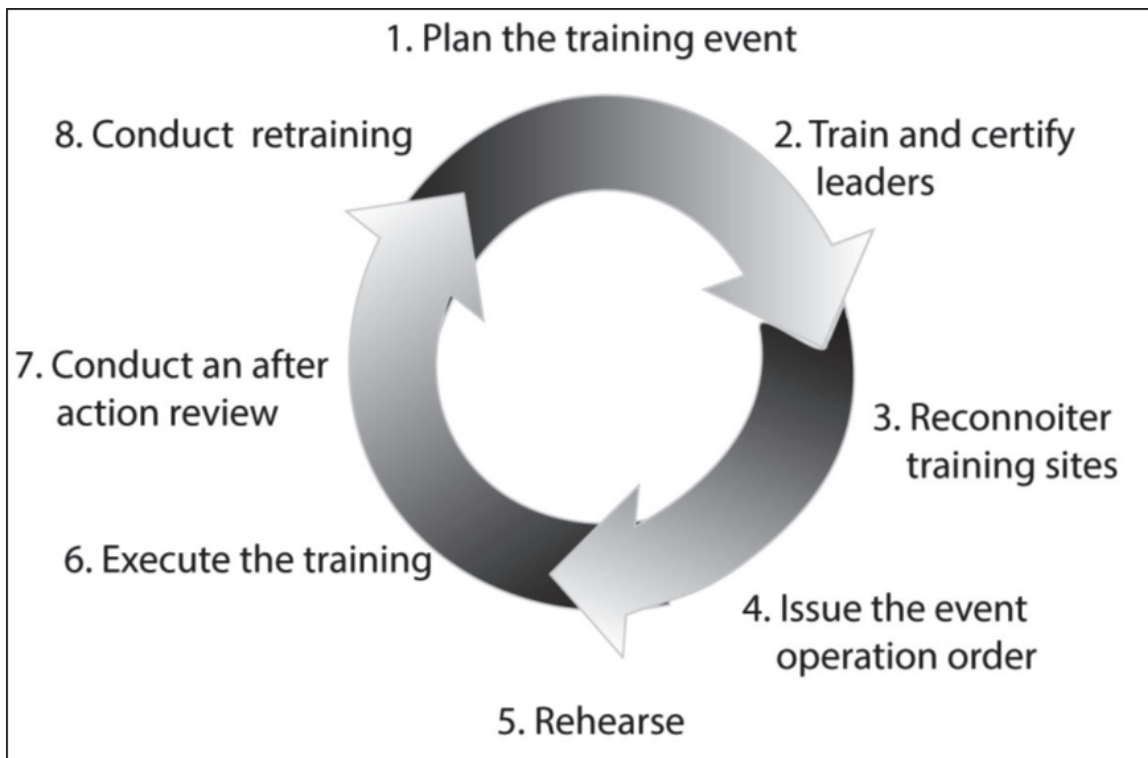 1. Plan the training event
2. Train and certify
leaders
3. Reconnoiter
training sites
4. Issue the event
operation order
5. Rehearse
6. Execute the training
7. Conduct an after
action review
8. Conduct retraining